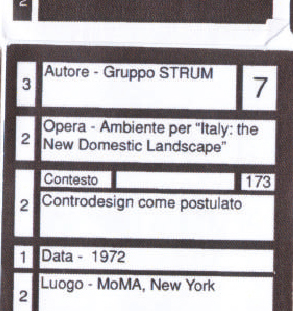 2
3 Autore - Gruppo STRUM 7
2 Opera - Ambiente per "Italy: the
New Domestic Landscape"
Contesto 173
2 Controdesign come postulato
1 Data - 1972
2 Luogo - MoMA, New York